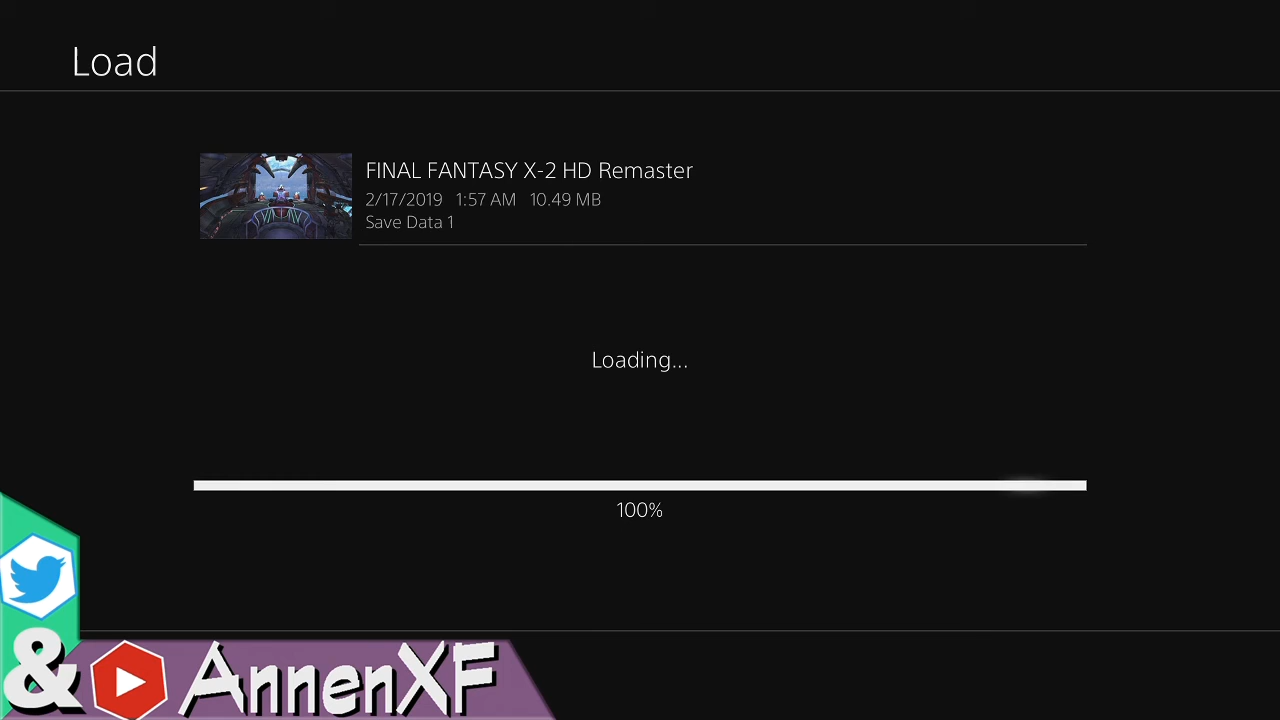 Load
FINAL FANTASY X-2 HD Remaster
2/17/2019 1:57 AM 10.49 MB
Save Data 1
Loading...
100%
& AnnenXF